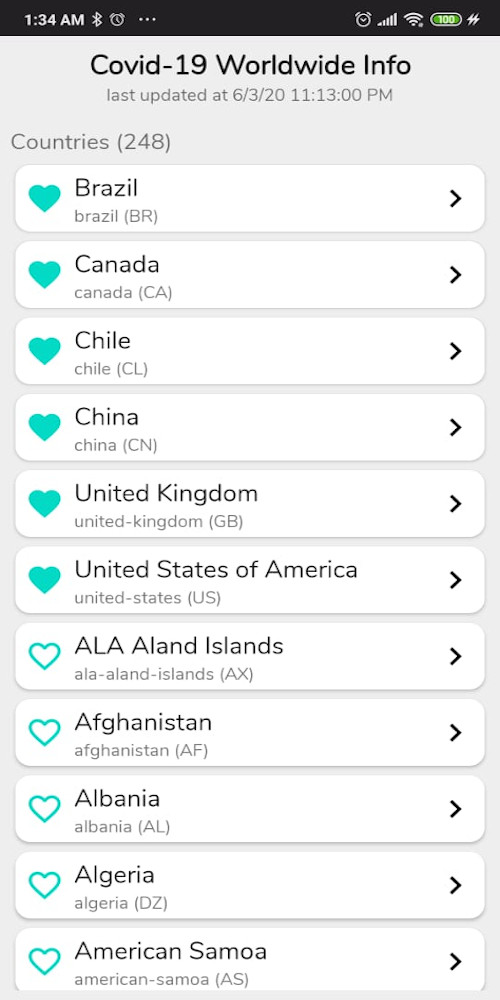 1:34 AM
100
Covid-19 Worldwide Info
last updated at 6/3/20 11:13:00 PM
Countries (248)
Brazil
brazil (BR)
Canada
canada (CA)
Chile
chile (CL)
China
china (CN)
United Kingdom
united-kingdom (GB)
United States of America
united-states (US)
ALA Aland Islands
ala-aland-islands (AX)
Afghanistan
afghanistan (AF)
Albania
albania (AL)
Algeria
algeria (DZ)
American Samoa
american-samoa (AS)